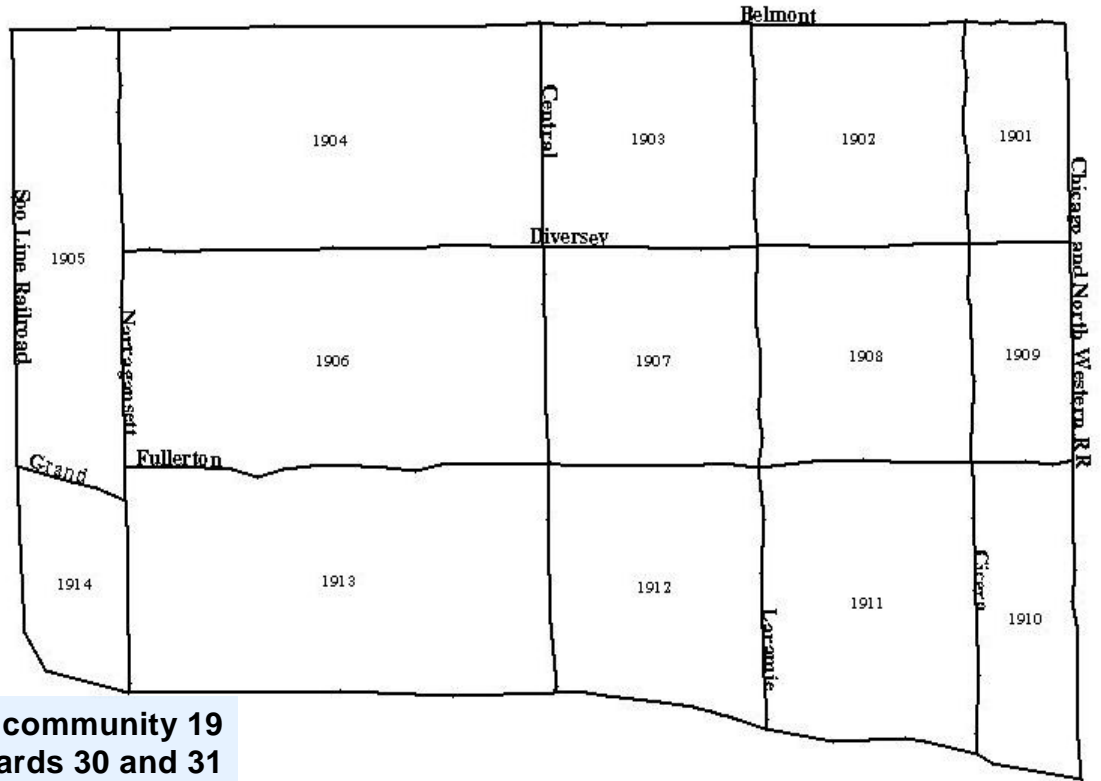 Belmont
Central
1904
1903
1902
1901
Soo Line Railroad
Chicago and North Western RR
Diversey
1905
Narragansett
1906
1907
1908
1909
Grand
Fullerton
1914
1913
1912
1911
1910
Cicero
Laramie
community 19
ards 30 and 31